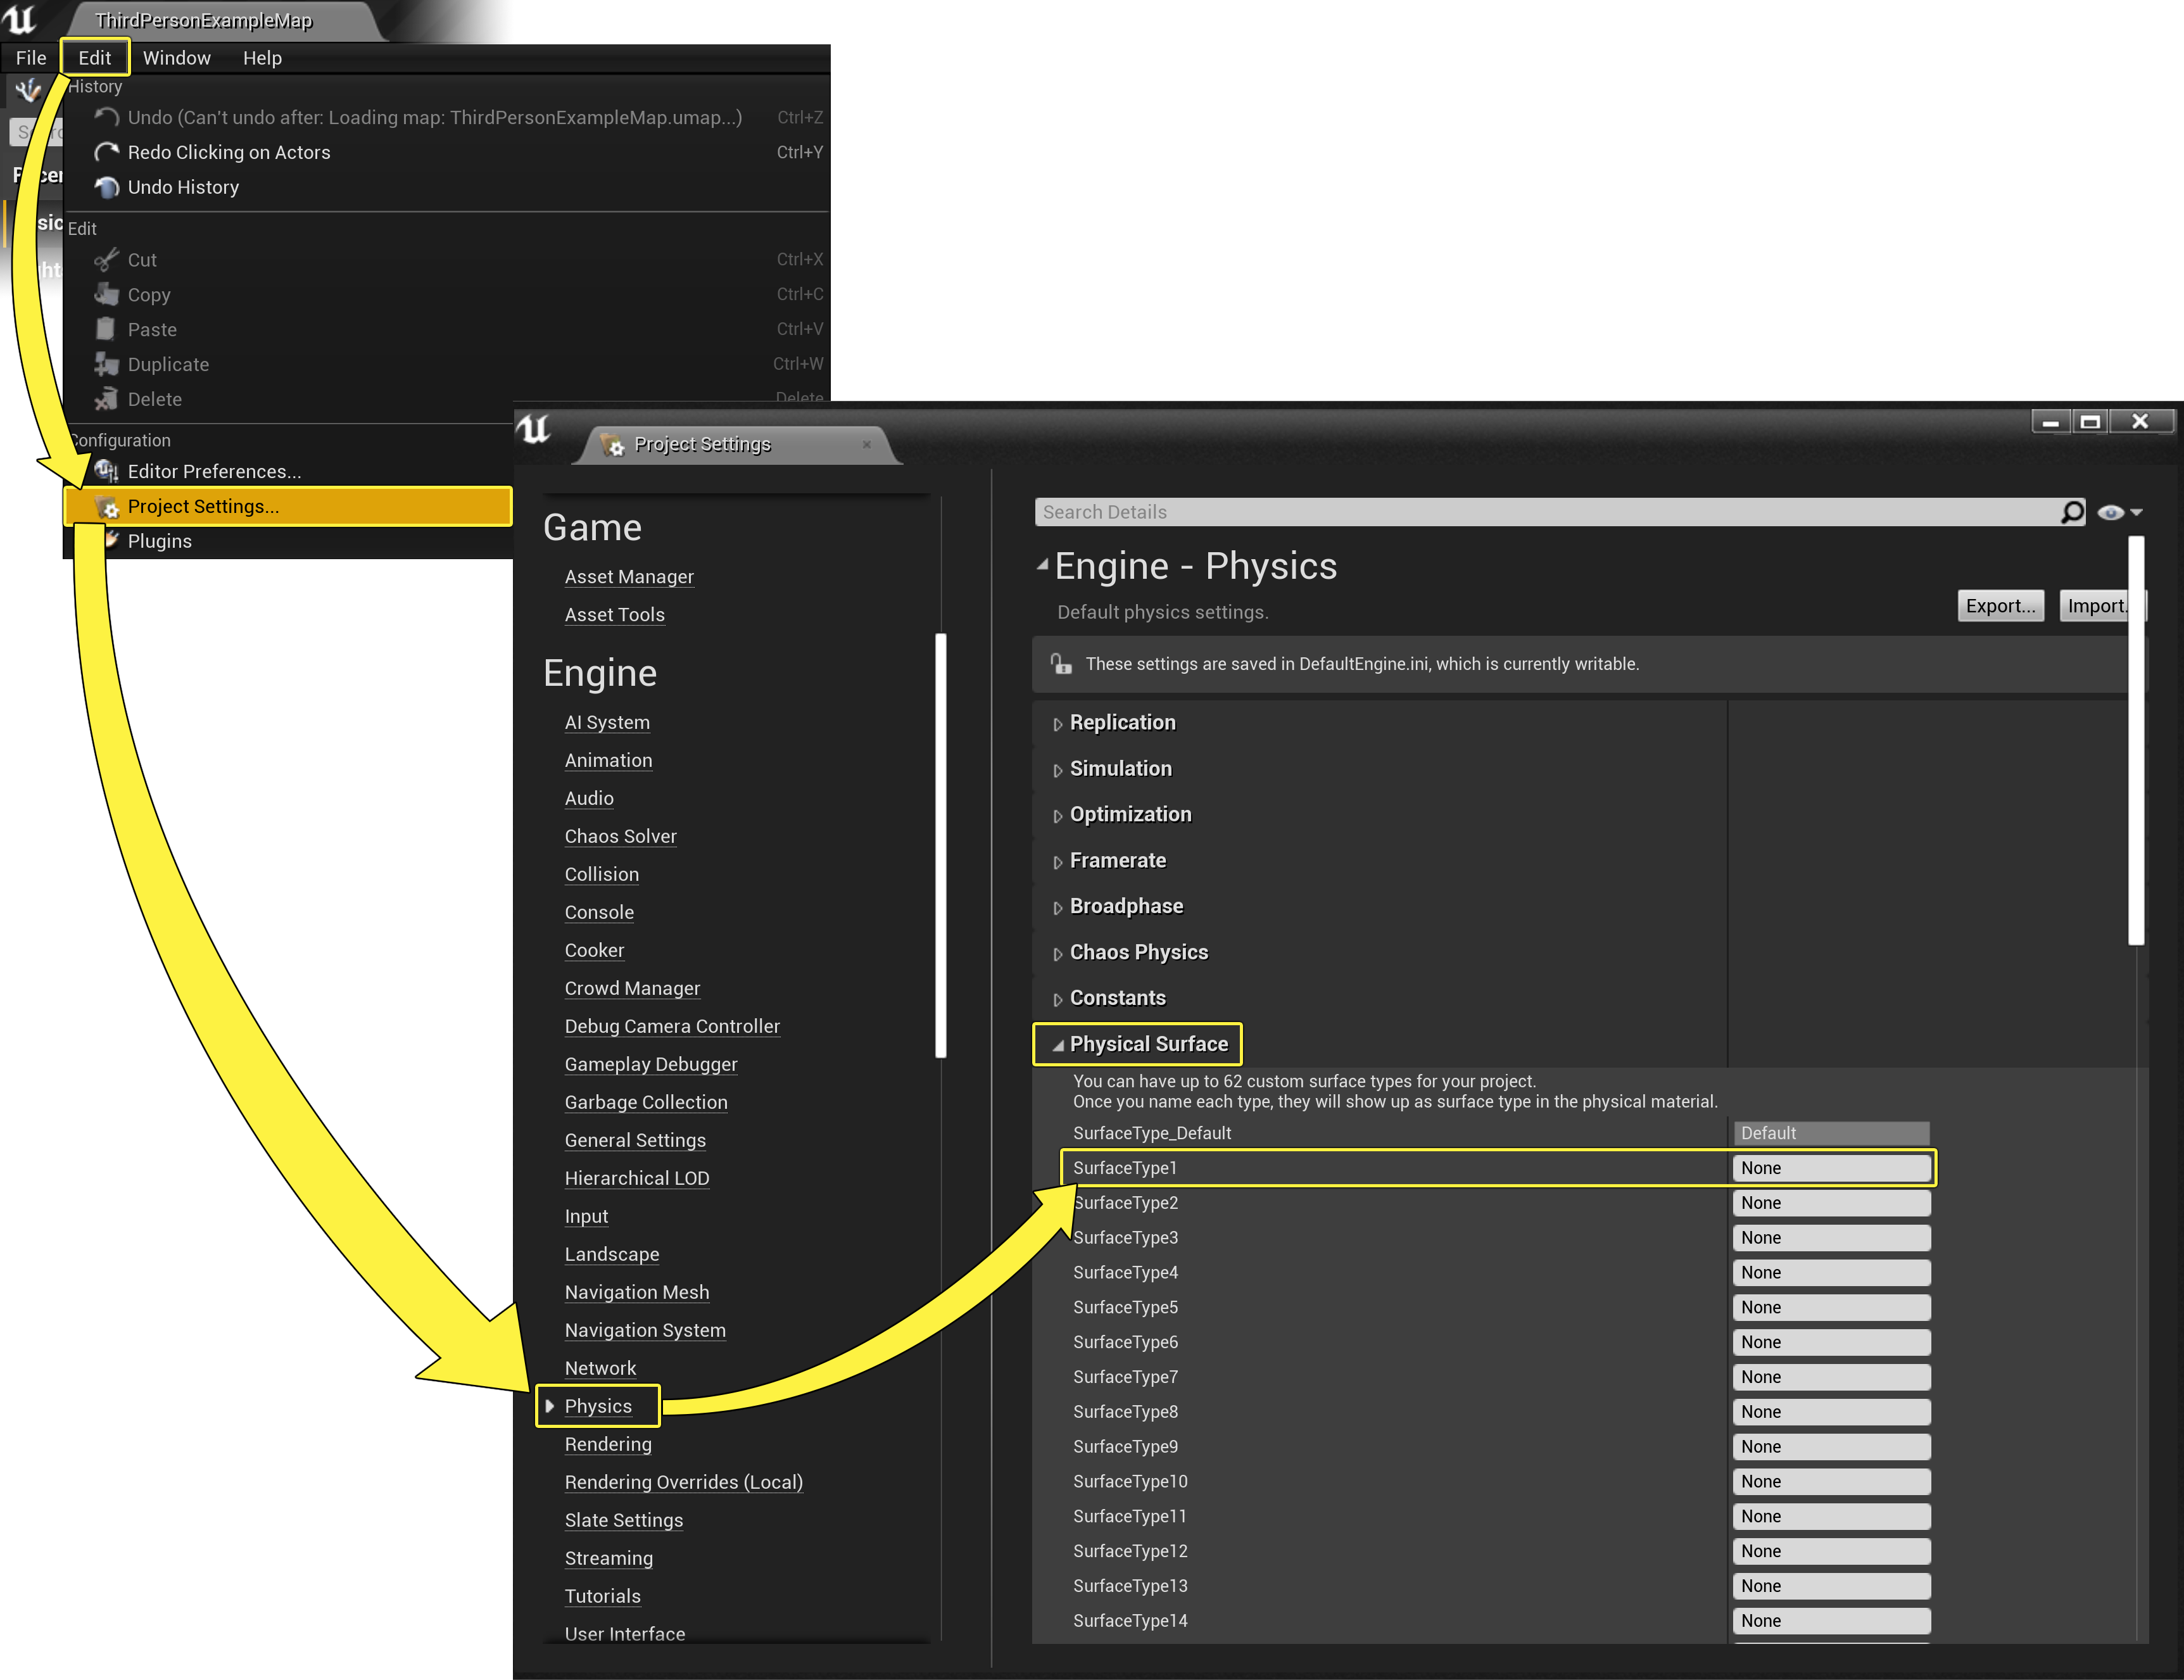 ThirdPersonExampleMap
File Edit Window Help
History
Undo (Can't undo after: Loading map: ThirdPersonExampleMap.umap...) Ctrl+Z
Redo Clicking on Actors Ctrl+Y
Undo History
Edit
Cut Ctrl+X
Copy Ctrl+C
Paste Ctrl+V
Duplicate Ctrl+W
Delete Delete
Configuration
Editor Preferences...
Project Settings...
Plugins
Project Settings
Game
Asset Manager
Asset Tools
Engine
AI System
Animation
Audio
Chaos Solver
Collision
Console
Cooker
Crowd Manager
Debug Camera Controller
Gameplay Debugger
Garbage Collection
General Settings
Hierarchical LOD
Input
Landscape
Navigation Mesh
Navigation System
Network
Physics
Rendering
Rendering Overrides (Local)
Slate Settings
Streaming
Tutorials
User Interface
Search Details
Engine - Physics
Default physics settings.
Export... Import.
These settings are saved in DefaultEngine.ini, which is currently writable.
Replication
Simulation
Optimization
Framerate
Broadphase
Chaos Physics
Constants
Physical Surface
You can have up to 62 custom surface types for your project.
Once you name each type, they will show up as surface type in the physical material.
SurfaceType_Default Default
SurfaceType1 None
SurfaceType2 None
SurfaceType3 None
SurfaceType4 None
SurfaceType5 None
SurfaceType6 None
SurfaceType7 None
SurfaceType8 None
SurfaceType9 None
SurfaceType10 None
SurfaceType11 None
SurfaceType12 None
SurfaceType13 None
SurfaceType14 None